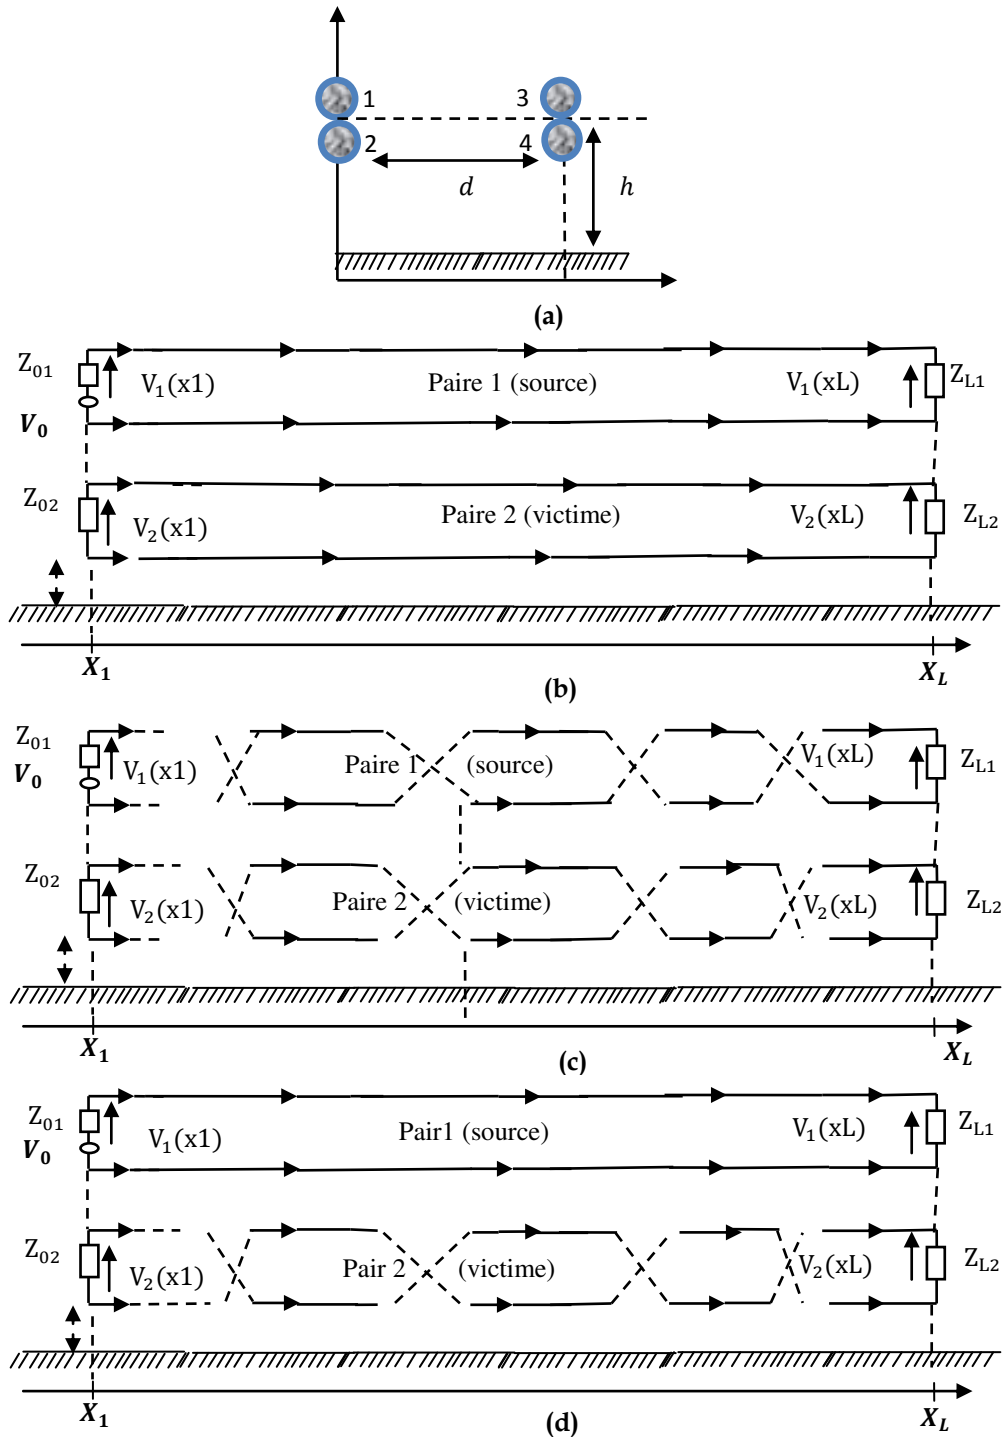 1 3
2 4
d h
(a)
Z01 V1(x1) Paire 1 (source) V1(xL) ZL1
V0
Z02 V2(x1) Paire 2 (victime) V2(xL) ZL2
X1 XL
(b)
Z01 V1(x1) Paire 1 (source) V1(xL) ZL1
V0
Z02 V2(x1) Paire 2 (victime) V2(xL) ZL2
X1 XL
(c)
Z01 V1(x1) Pair1 (source) V1(xL) ZL1
V0
Z02 V2(x1) Pair 2 (victime) V2(xL) ZL2
X1 XL
(d)